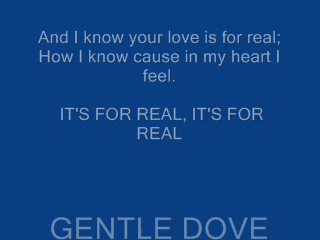 And I know your love is for real;
How I know cause in my heart I
feel.
IT'S FOR REAL, IT'S FOR
REAL
GENTLE DOVE